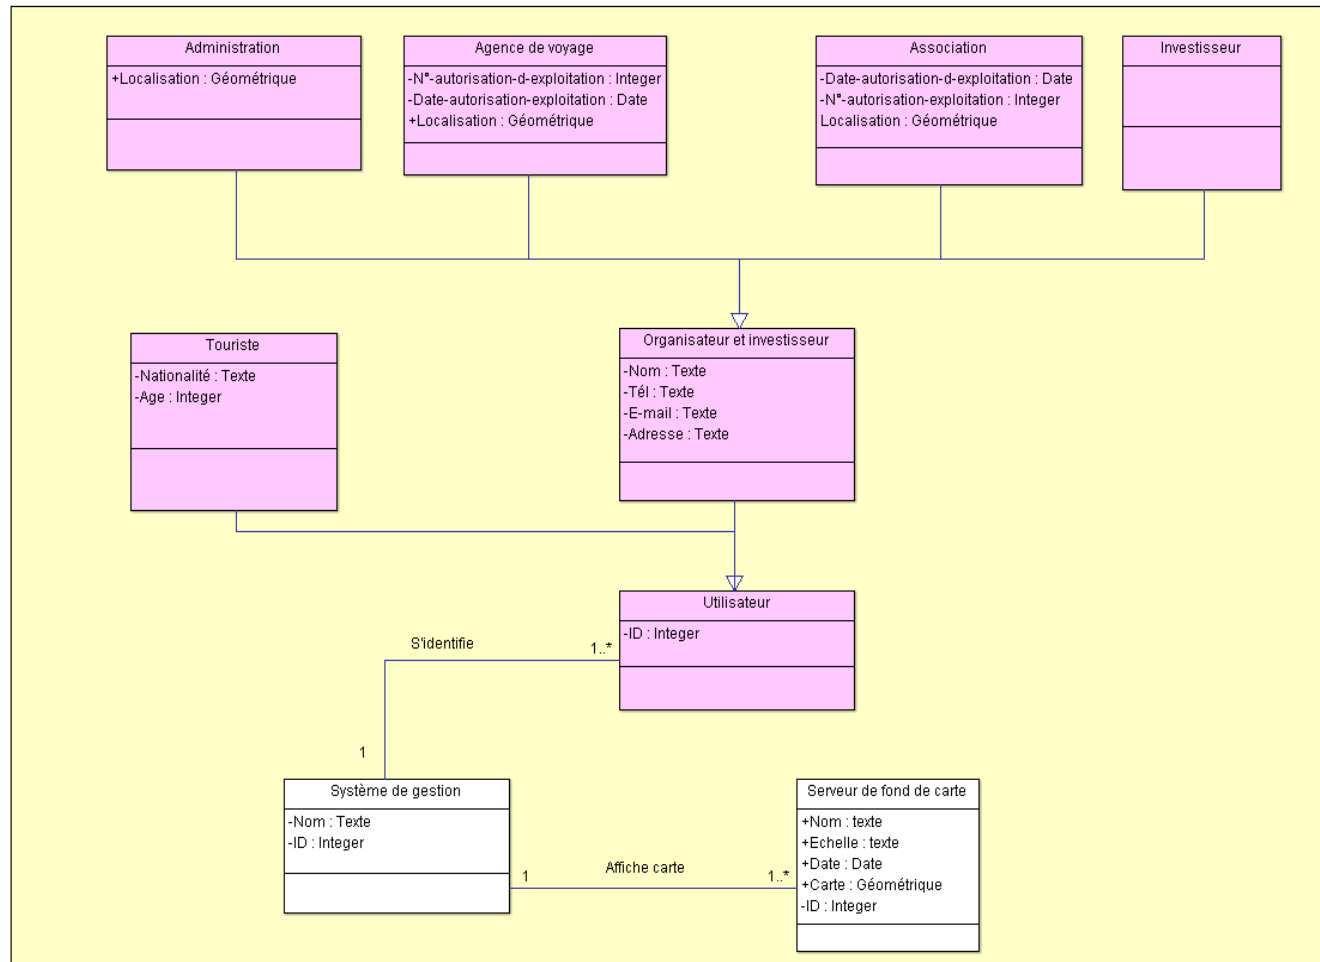 Administration
+Localisation : Géométrique
Agence de voyage
-N°-autorisation-d-exploitation : Integer
-Date-autorisation-exploitation : Date
+Localisation : Géométrique
Association
-Date-autorisation-d-exploitation : Date
-N°-autorisation-exploitation : Integer
Localisation : Géométrique
Investisseur
Touriste
-Nationalité : Texte
-Age : Integer
Organisateur et investisseur
-Nom : Texte
-Tél : Texte
-E-mail : Texte
-Adresse : Texte
Utilisateur
-ID : Integer
S'identifie
1..*
1
Système de gestion
-Nom : Texte
-ID : Integer
Affiche carte
1
1..*
Serveur de fond de carte
+Nom : texte
+Echelle : texte
+Date : Date
+Carte : Géométrique
-ID : Integer